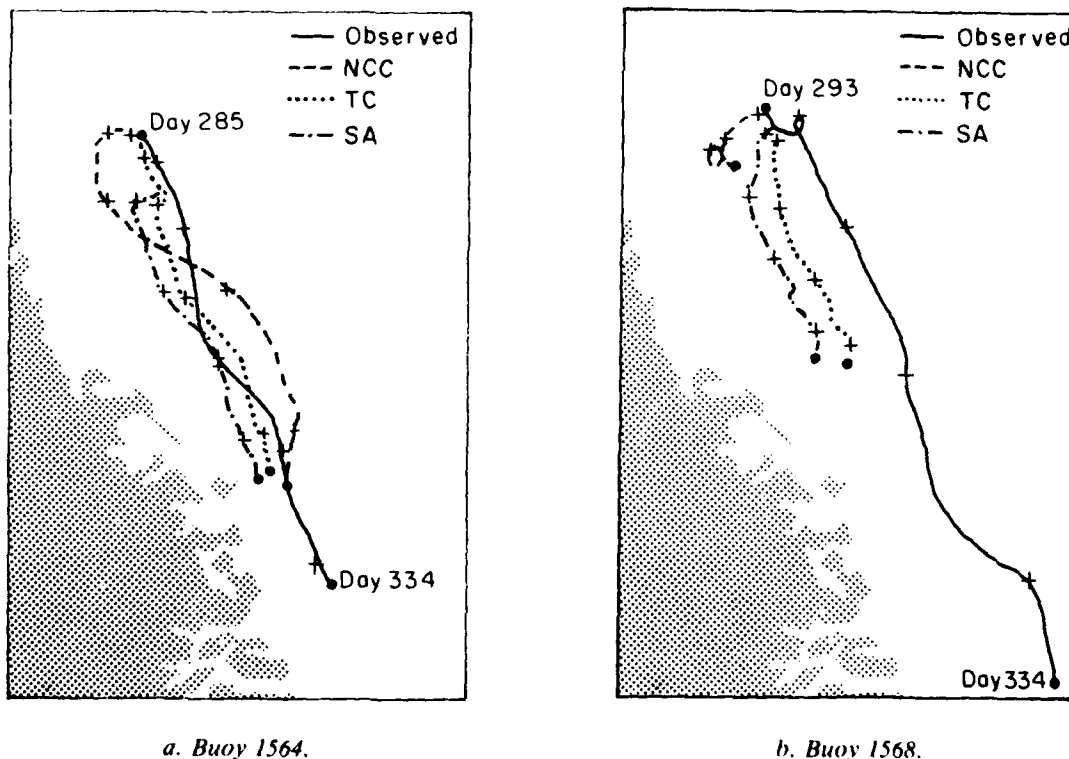 Observed
NCC
TC
SA
Day 285
Day 334
a. Buoy 1564.
Observed
NCC
TC
SA
Day 293
Day 334
b. Buoy 1568.